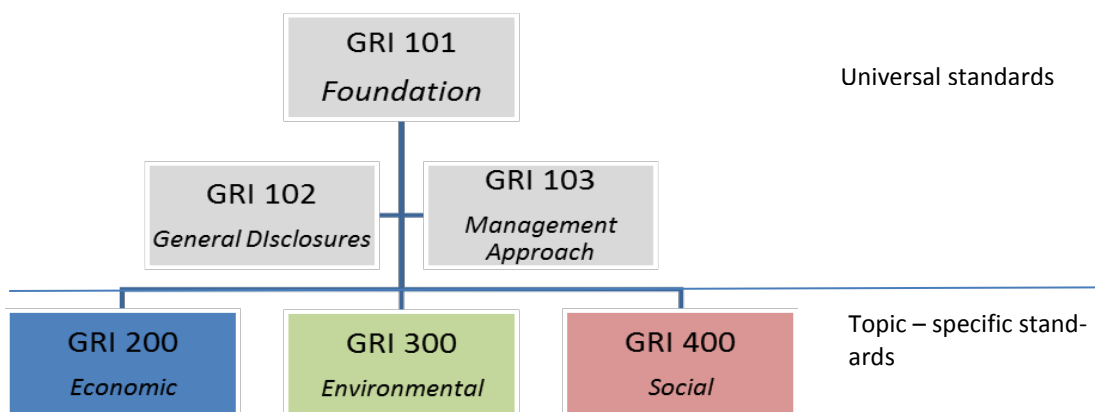 GRI 101
Foundation
Universal standards
GRI 102
General DIsclosures
GRI 103
Management
Approach
GRI 200
Economic
GRI 300
Environmental
GRI 400
Social
Topic – specific stand-
ards